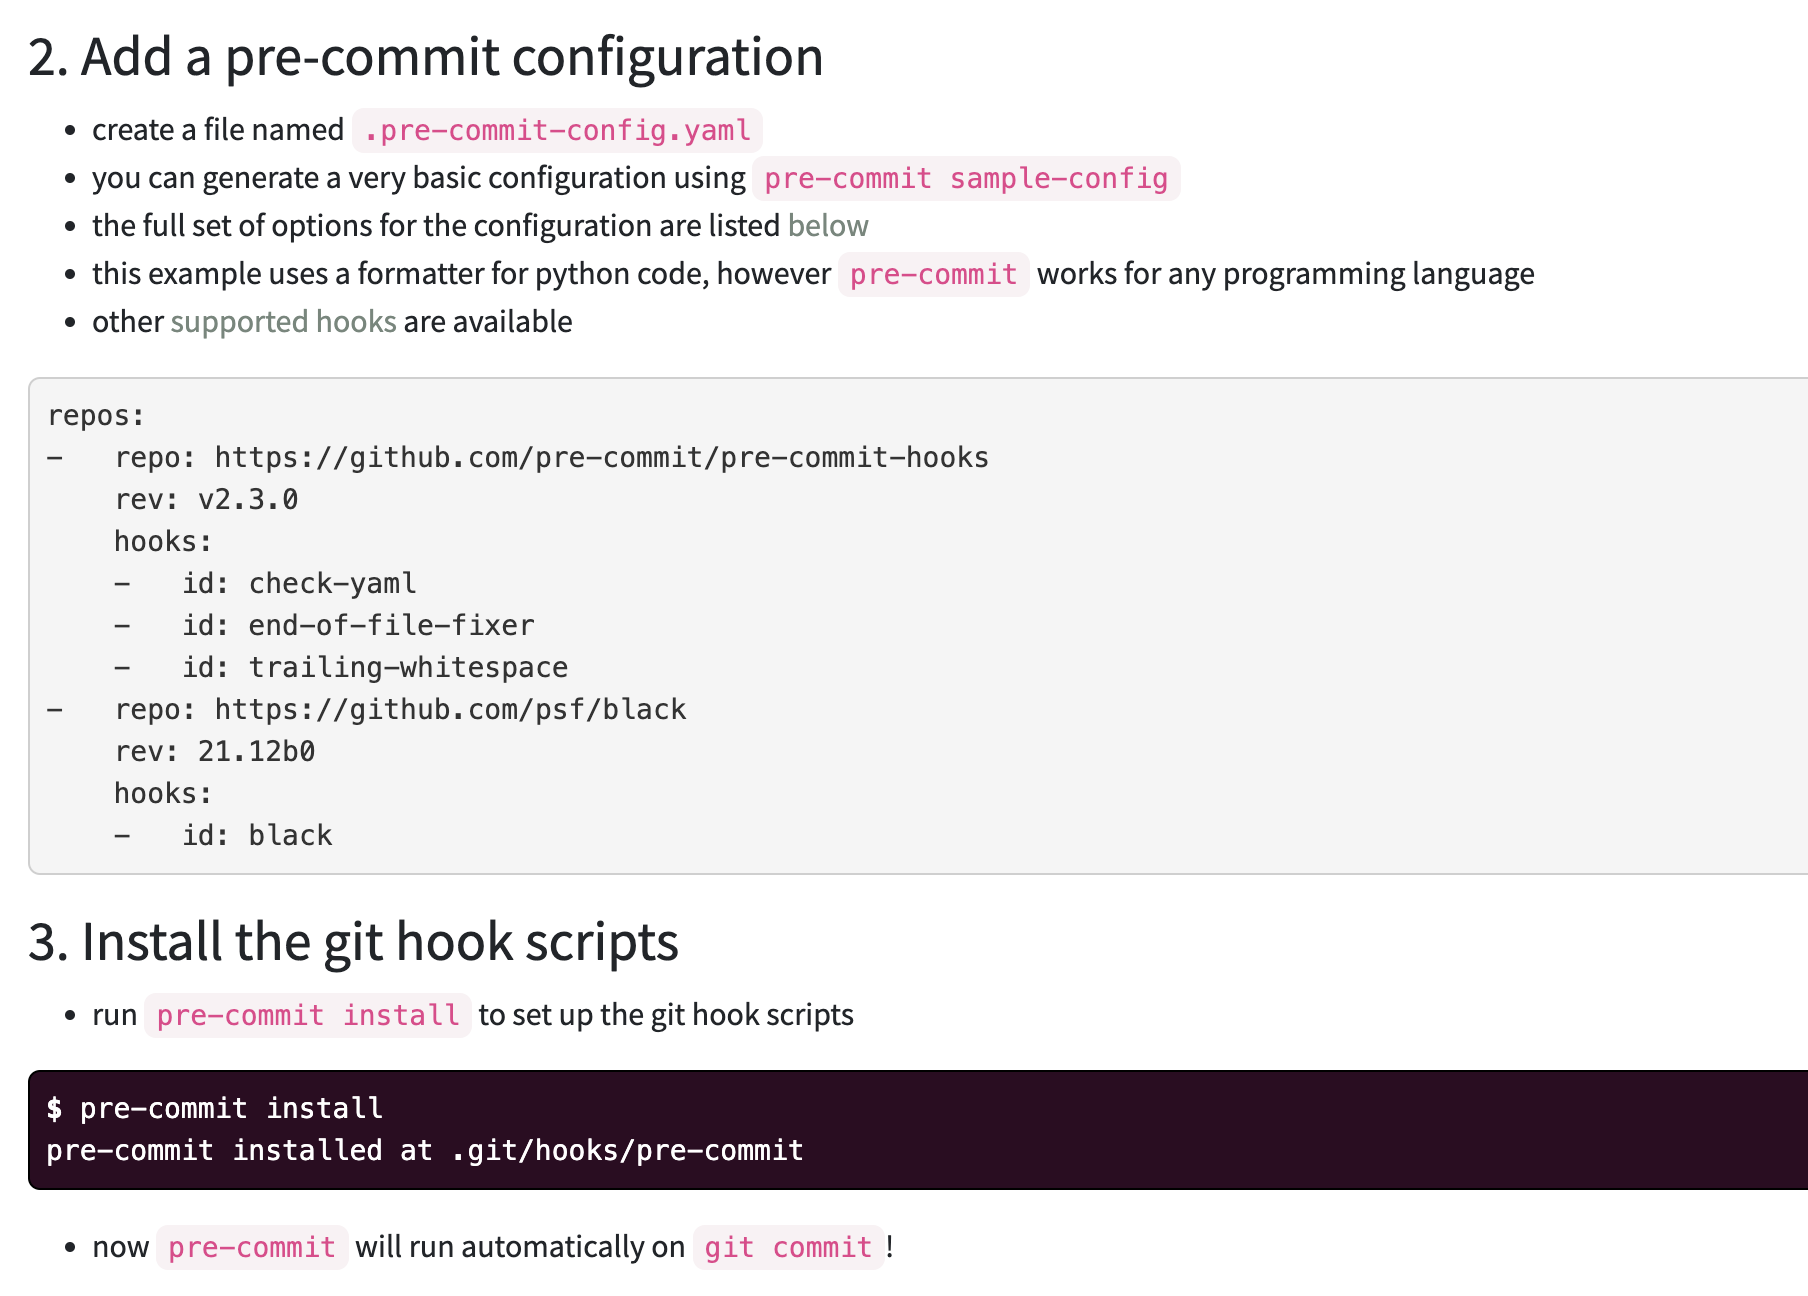 2. Add a pre-commit configuration
• create a file named .pre-commit-config.yaml
• you can generate a very basic configuration using pre-commit sample-config
• the full set of options for the configuration are listed below
• this example uses a formatter for python code, however pre-commit works for any programming language
• other supported hooks are available
repos:
-   repo: https://github.com/pre-commit/pre-commit-hooks
    rev: v2.3.0
    hooks:
    -   id: check-yaml
    -   id: end-of-file-fixer
    -   id: trailing-whitespace
-   repo: https://github.com/psf/black
    rev: 21.12b0
    hooks:
    -   id: black
3. Install the git hook scripts
• run pre-commit install to set up the git hook scripts
$ pre-commit install
pre-commit installed at .git/hooks/pre-commit
• now pre-commit will run automatically on git commit!